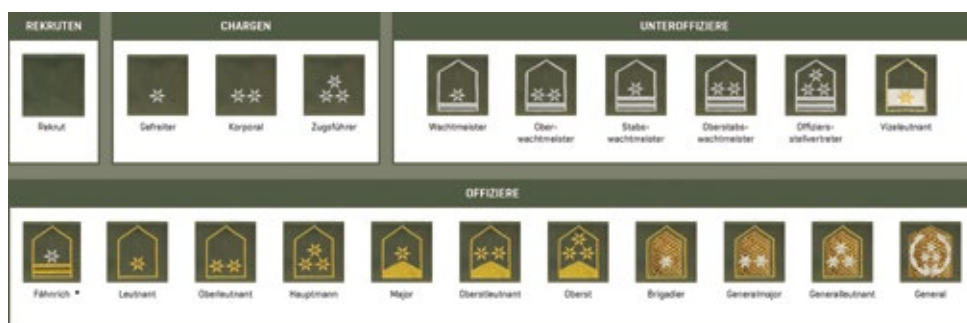 REKRUTEN
CHARGEN
UNTEROFFIZIERE
Rekrut
Gefreiter
Korporal
Zugsführer
Wachtmeister
Ober-
wachtmeister
Stabs-
wachtmeister
Oberstabs-
wachtmeister
Offiziers-
stellvertreter
Vizeleutnant
OFFIZIERE
Fähnrich *
Leutnant
Oberleutnant
Hauptmann
Major
Oberstleutnant
Oberst
Brigadier
Generalmajor
Generalleutnant
General